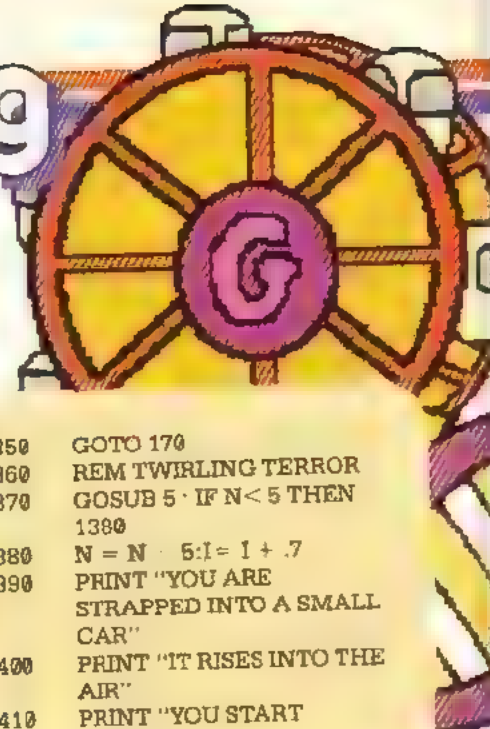 G
350 GOTO 170
360 REM TWIRLING TERROR
370 GOSUB 5 : IF N< 5 THEN
1380
380 N = N - 5:I= I + .7
390 PRINT "YOU ARE
STRAPPED INTO A SMALL
CAR"
400 PRINT "IT RISES INTO THE
AIR"
410 PRINT "YOU START